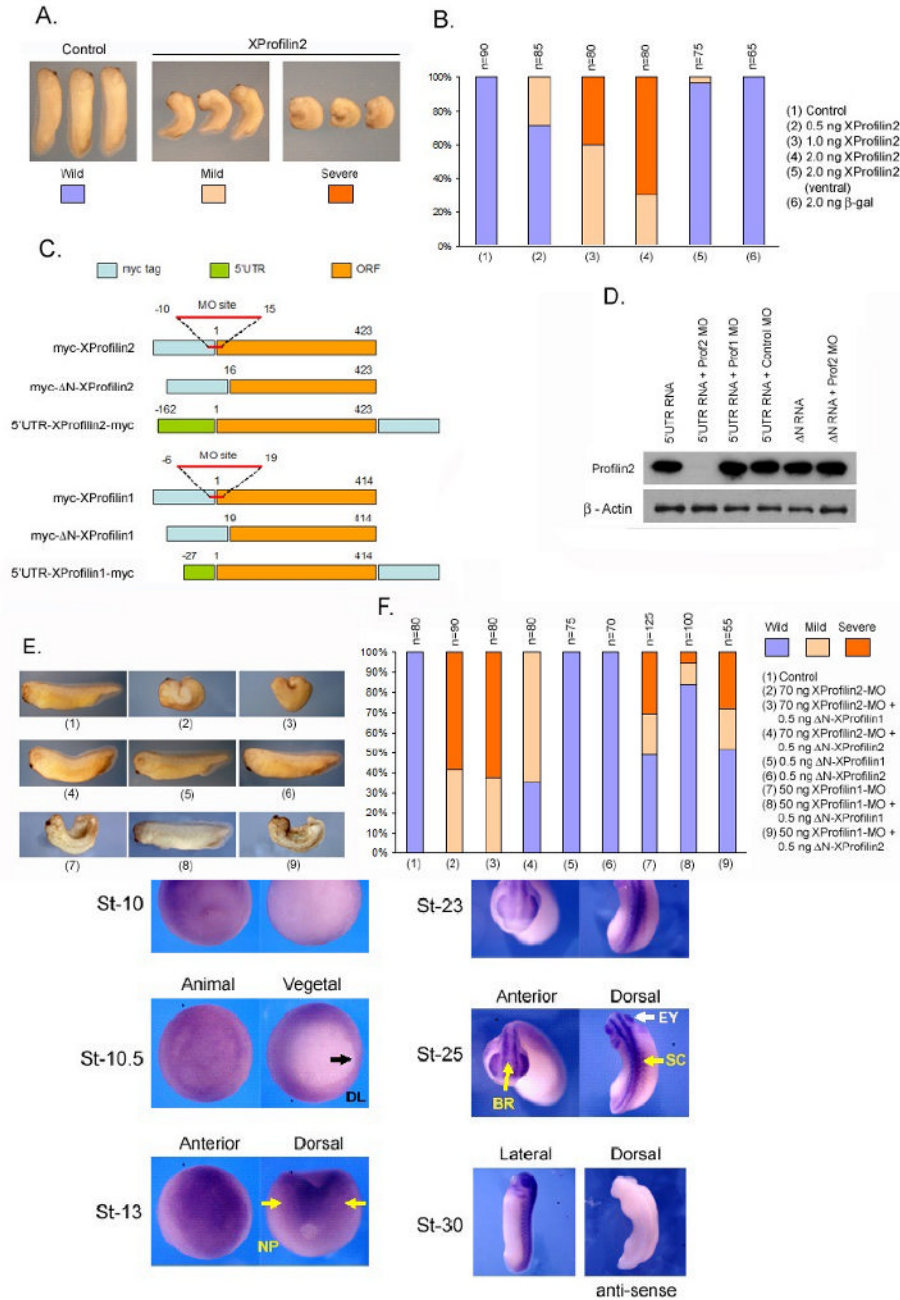 A.
Control
XProfilin2
Wild
Mild
Severe
B.
n=90
n=85
n=80
n=80
n=75
n=65
100%
80%
60%
40%
20%
0%
(1)
(2)
(3)
(4)
(5)
(6)
(1) Control
(2) 0.5 ng XProfilin2
(3) 1.0 ng XProfilin2
(4) 2.0 ng XProfilin2
(5) 2.0 ng XProfilin2
(ventral)
(6) 2.0 ng β-gal
C.
myc tag
5'UTR
ORF
-10
MO site
15
1
423
myc-XProfilin2
16
423
myc-ΔN-XProfilin2
-162
1
423
5'UTR-XProfilin2-myc
-6
MO site
19
1
414
myc-XProfilin1
19
414
myc-ΔN-XProfilin1
-27
1
414
5'UTR-XProfilin1-myc
D.
5'UTR RNA
5'UTR RNA + Prof2 MO
5'UTR RNA + Prof1 MO
5'UTR RNA + Control MO
ΔN RNA
ΔN RNA + Prof2 MO
Profilin2
β - Actin
E.
(1)
(2)
(3)
(4)
(5)
(6)
(7)
(8)
(9)
F.
n=80
n=90
n=80
n=80
n=75
n=70
n=125
n=100
n=55
100%
90%
80%
70%
60%
50%
40%
30%
20%
10%
0%
(1)
(2)
(3)
(4)
(5)
(6)
(7)
(8)
(9)
Wild
Mild
Severe
(1) Control
(2) 70 ng XProfilin2-MO
(3) 70 ng XProfilin2-MO +
0.5 ng ΔN-XProfilin1
(4) 70 ng XProfilin2-MO +
0.5 ng ΔN-XProfilin2
(5) 0.5 ng ΔN-XProfilin1
(6) 0.5 ng ΔN-XProfilin2
(7) 50 ng XProfilin1-MO
(8) 50 ng XProfilin1-MO +
0.5 ng ΔN-XProfilin1
(9) 50 ng XProfilin1-MO +
0.5 ng ΔN-XProfilin2
St-10
St-23
Animal
Vegetal
St-10.5
DL
Anterior
Dorsal
St-25
EY
SC
BR
Anterior
Dorsal
St-13
NP
Lateral
Dorsal
St-30
anti-sense